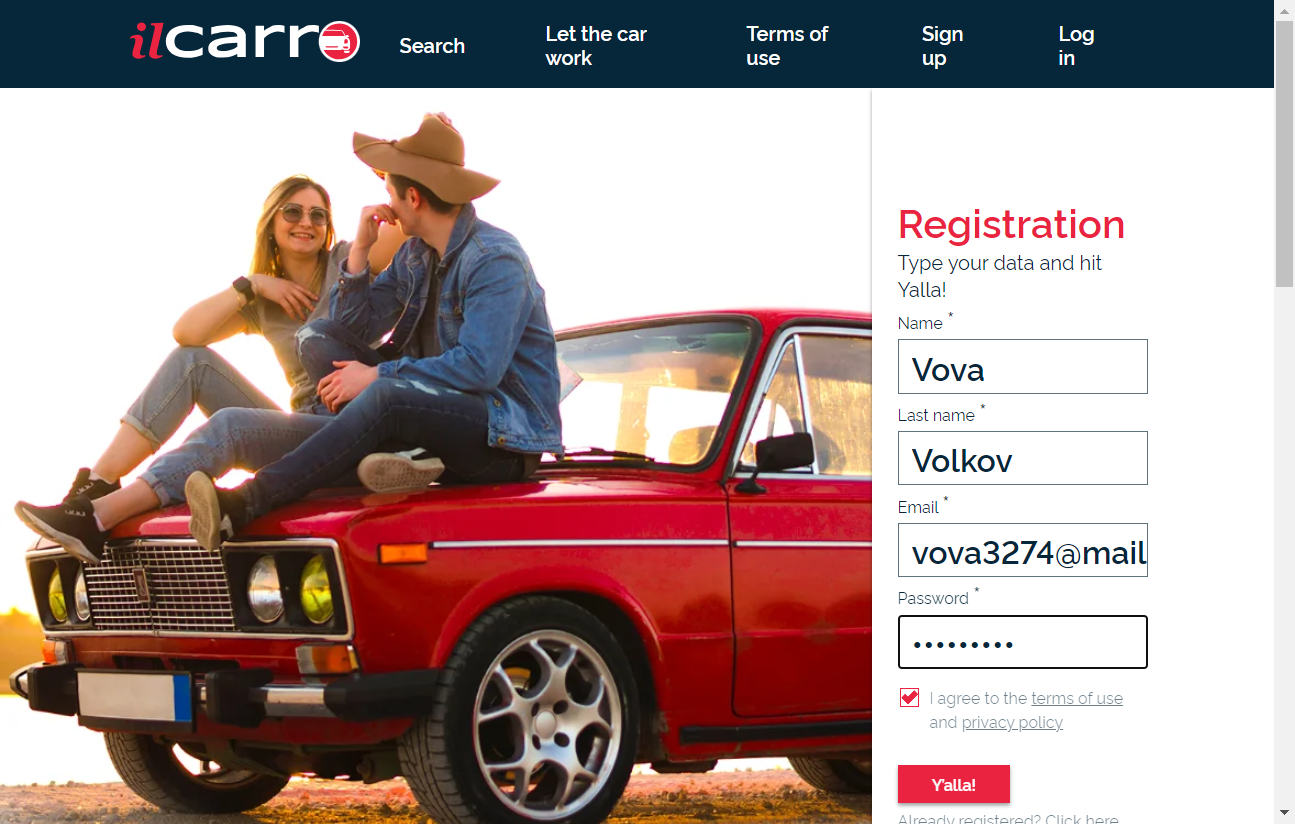 ilcarro
Search
Let the car
work
Terms of
use
Sign
up
Log
in
Registration
Type your data and hit
Yalla!
Name *
Vova
Last name *
Volkov
Email *
vova3274@mail
Password *
•••••••••
I agree to the terms of use
and privacy policy
Y'alla!
Already registered? Click here